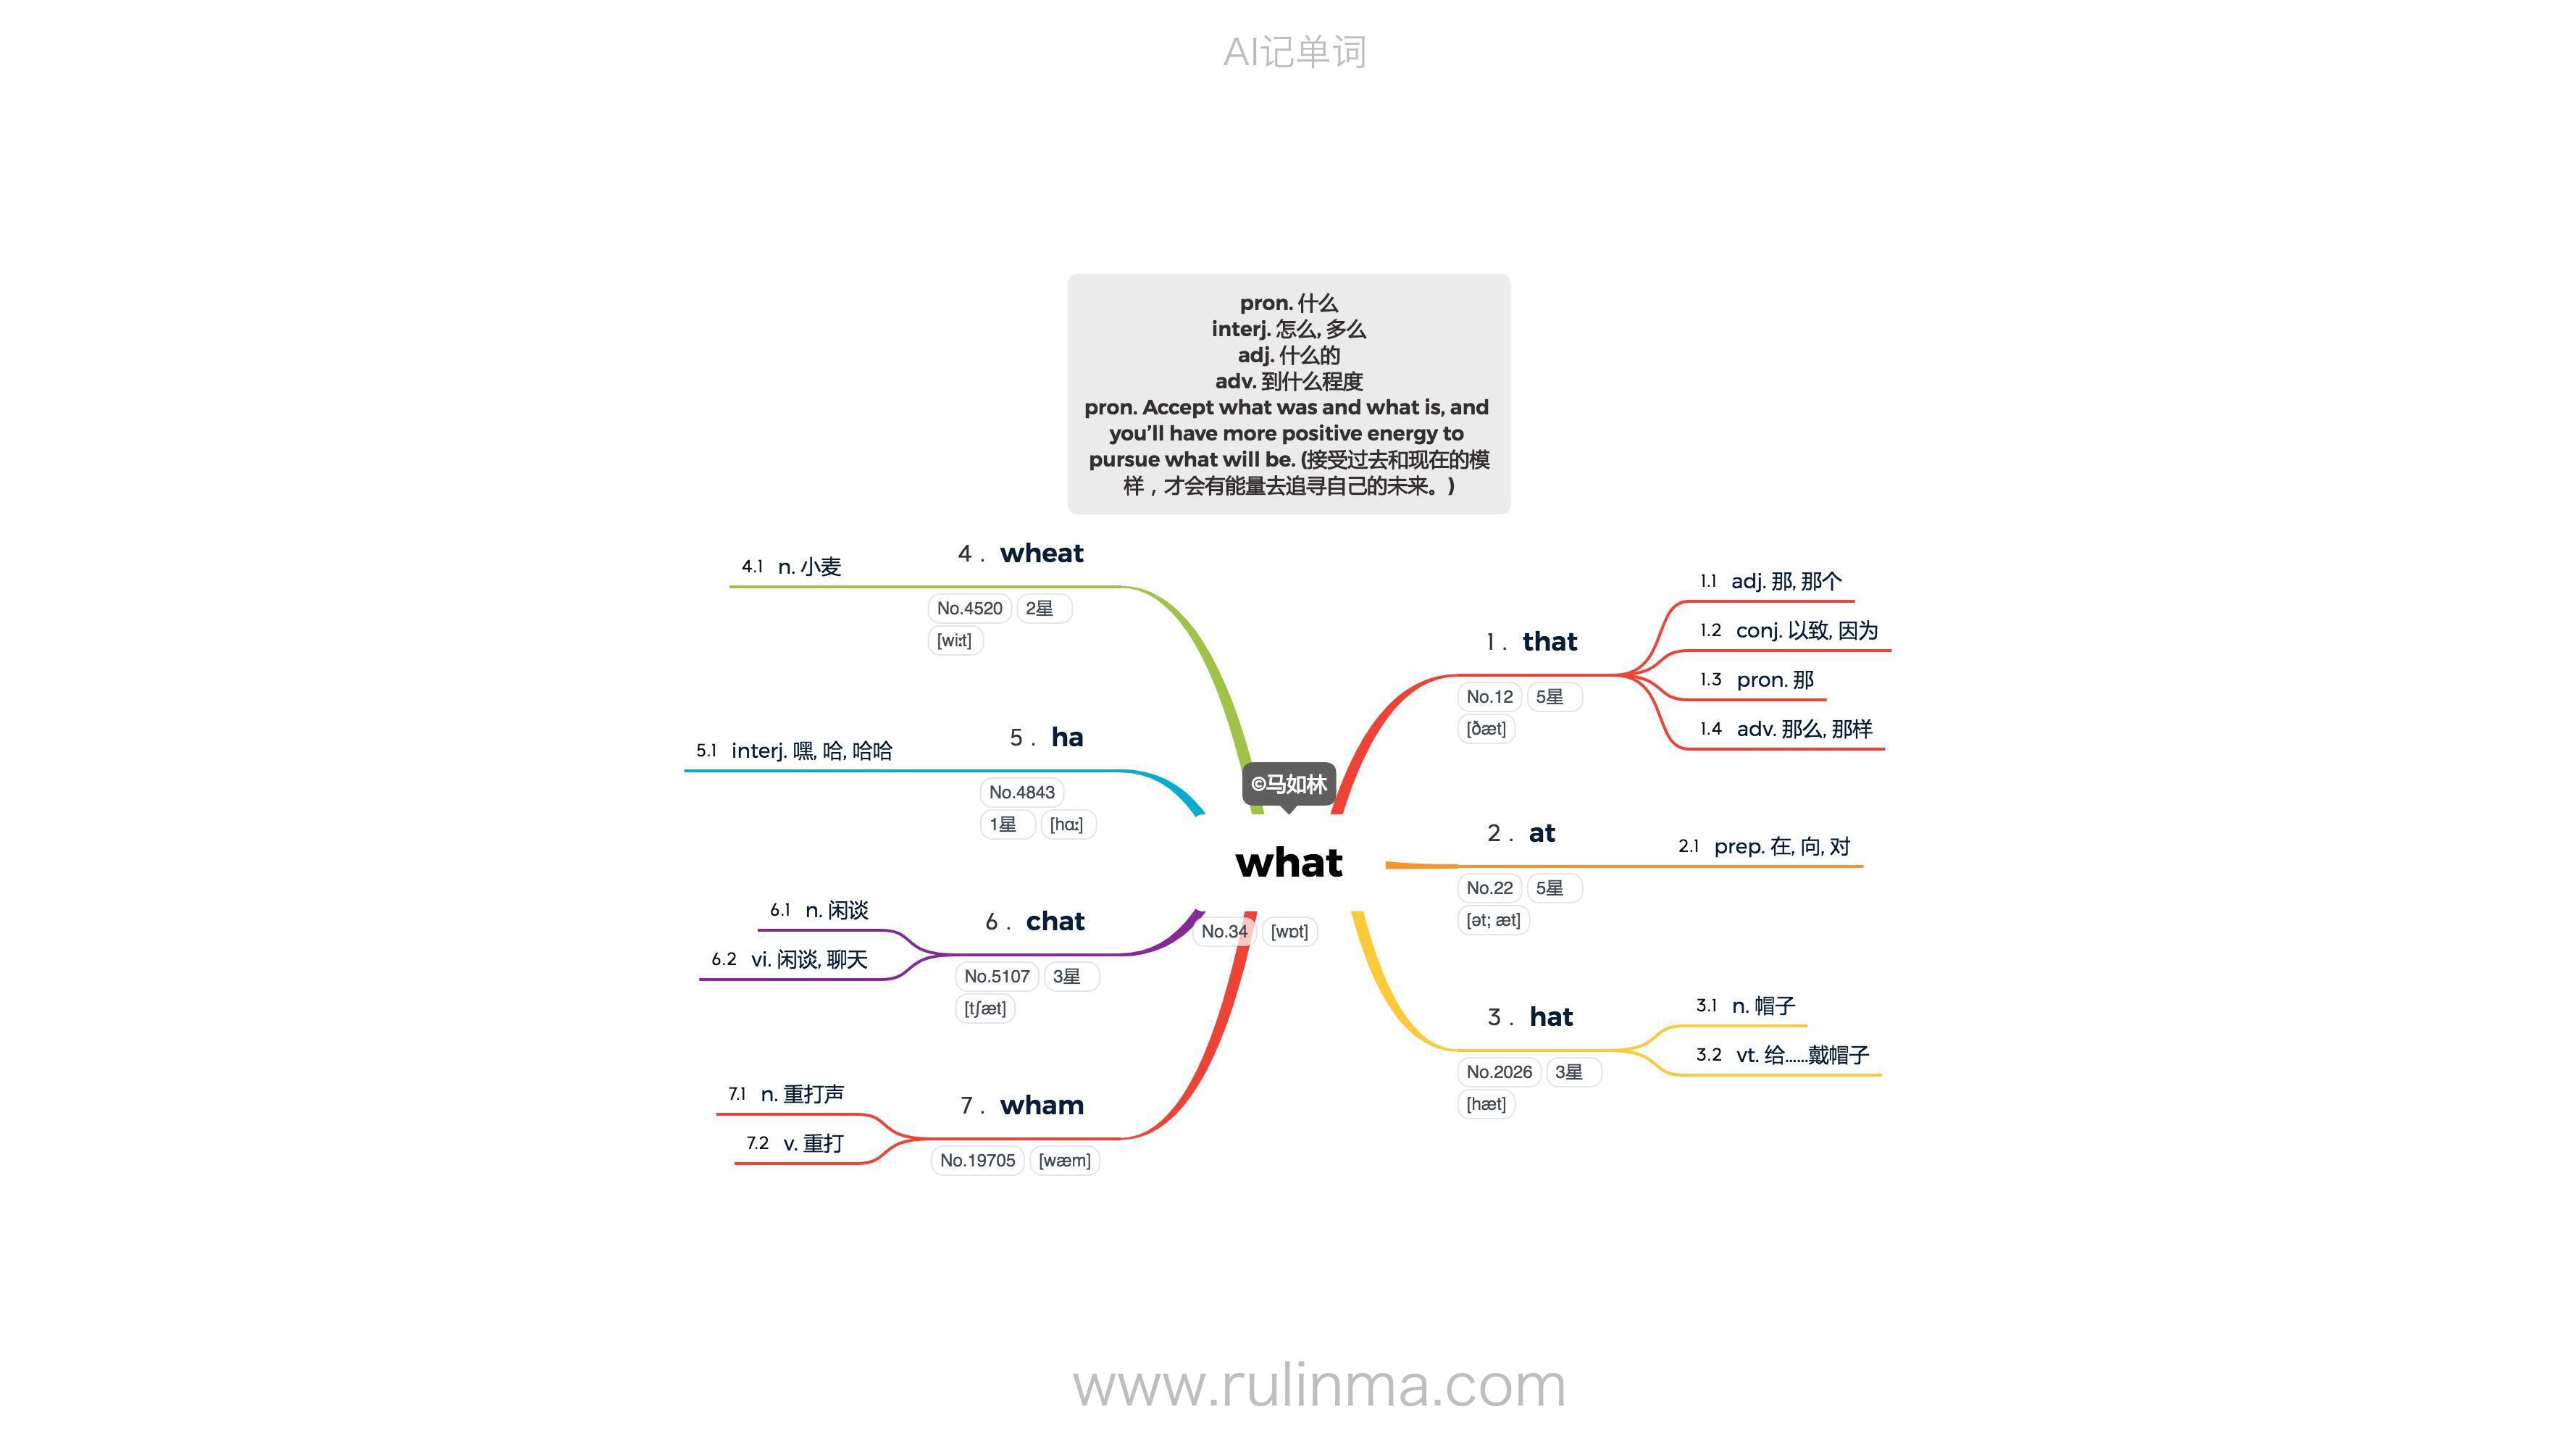 AI记单词
pron. 什么
interj. 怎么, 多么
adj. 什么的
adv. 到什么程度
pron. Accept what was and what is, and
you’ll have more positive energy to
pursue what will be. (接受过去和现在的模
样，才会有能量去追寻自己的未来。)
©马如林
what
No.34 [wɒt]
1 . that
No.12 5星
[ðæt]
1.1 adj. 那, 那个
1.2 conj. 以致, 因为
1.3 pron. 那
1.4 adv. 那么, 那样
2 . at
No.22 5星
[ət; æt]
2.1 prep. 在, 向, 对
3 . hat
No.2026 3星
[hæt]
3.1 n. 帽子
3.2 vt. 给……戴帽子
4 . wheat
No.4520 2星
[wiːt]
4.1 n. 小麦
5 . ha
No.4843
1星 [hɑː]
5.1 interj. 嘿, 哈, 哈哈
6 . chat
No.5107 3星
[tʃæt]
6.1 n. 闲谈
6.2 vi. 闲谈, 聊天
7 . wham
No.19705 [wæm]
7.1 n. 重打声
7.2 v. 重打
www.rulinma.com